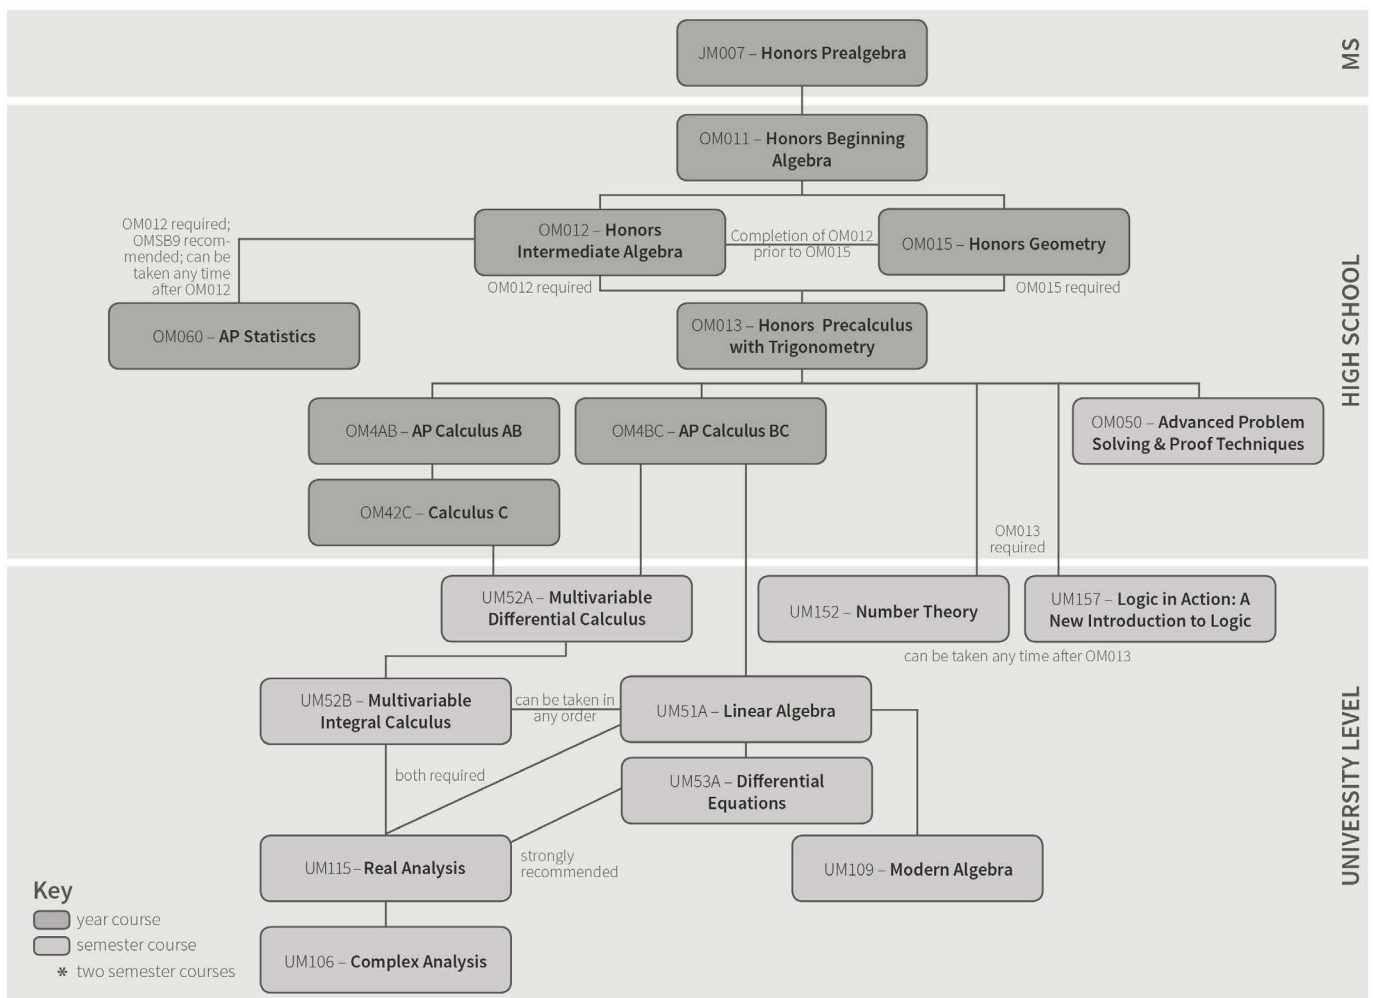 JM007 – Honors Prealgebra
MS
OM011 – Honors Beginning
Algebra
OM012 required;
OMSB9 recom-
mended; can be
taken any time
after OM012
OM012 – Honors
Intermediate Algebra
Completion of OM012
prior to OM015
OM015 – Honors Geometry
OM012 required
OM015 required
OM060 – AP Statistics
OM013 – Honors Precalculus
with Trigonometry
HIGH SCHOOL
OM4AB – AP Calculus AB
OM4BC – AP Calculus BC
OM050 – Advanced Problem
Solving & Proof Techniques
OM42C – Calculus C
OM013
required
UM52A – Multivariable
Differential Calculus
UM152 – Number Theory
UM157 – Logic in Action: A
New Introduction to Logic
can be taken any time after OM013
UM52B – Multivariable
Integral Calculus
can be taken in
any order
UM51A – Linear Algebra
both required
UM53A – Differential
Equations
UNIVERSITY LEVEL
UM115 – Real Analysis
strongly
recommended
UM109 – Modern Algebra
Key
year course
semester course
* two semester courses
UM106 – Complex Analysis